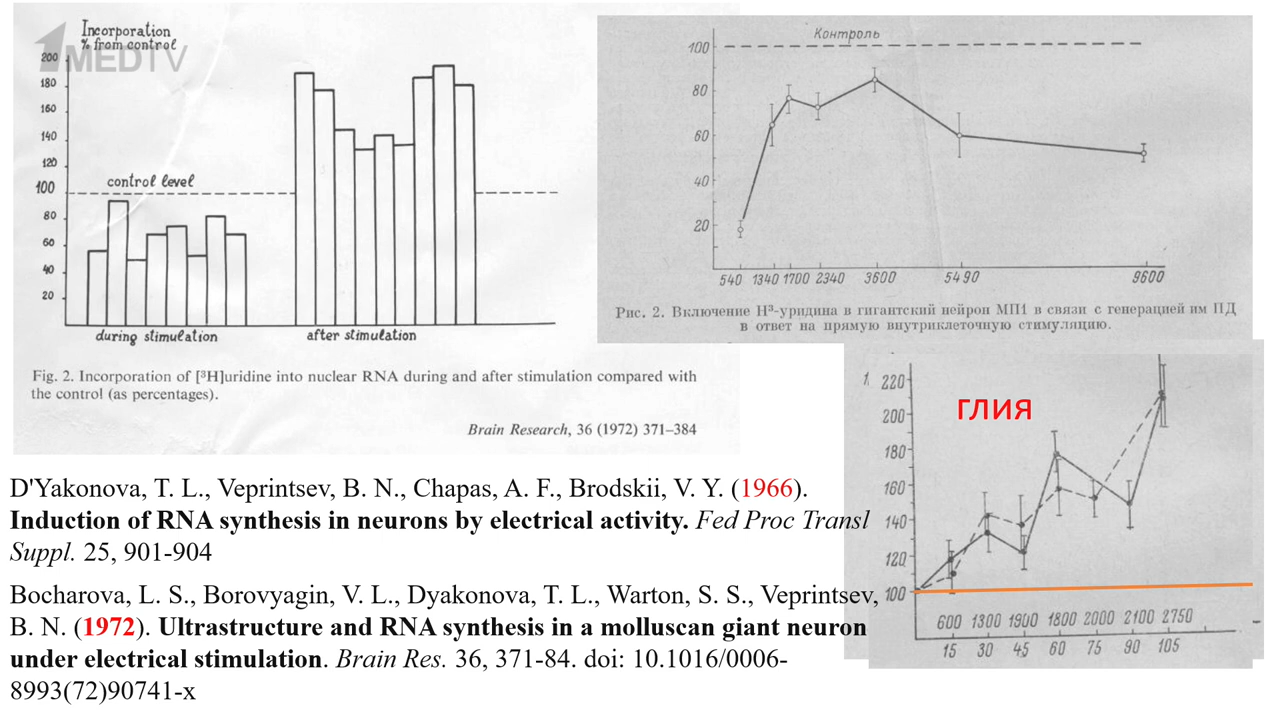 Incorporation
% from control
1MEDTV
200
180
160
140
120
100
80
60
40
20
control level
during stimulation
after stimulation
Fig. 2. Incorporation of [³H]uridine into nuclear RNA during and after stimulation compared with
the control (as percentages).
Brain Research, 36 (1972) 371–384
Контроль
100
80
60
40
20
540 1340 1700 2340 3600 5490 9600
Рис. 2. Включение Н³-уридина в гигантский нейрон МП1 в связи с генерацией им ПД
в ответ на прямую внутриклеточную стимуляцию.
ГЛИЯ
220
200
180
160
140
120
100
600 1300 1900 1800 2000 2100 2750
15 30 45 60 75 90 105
D'Yakonova, T. L., Veprintsev, B. N., Chapas, A. F., Brodskii, V. Y. (1966).
Induction of RNA synthesis in neurons by electrical activity. Fed Proc Transl
Suppl. 25, 901-904
Bocharova, L. S., Borovyagin, V. L., Dyakonova, T. L., Warton, S. S., Veprintsev,
B. N. (1972). Ultrastructure and RNA synthesis in a molluscan giant neuron
under electrical stimulation. Brain Res. 36, 371-84. doi: 10.1016/0006-
8993(72)90741-x